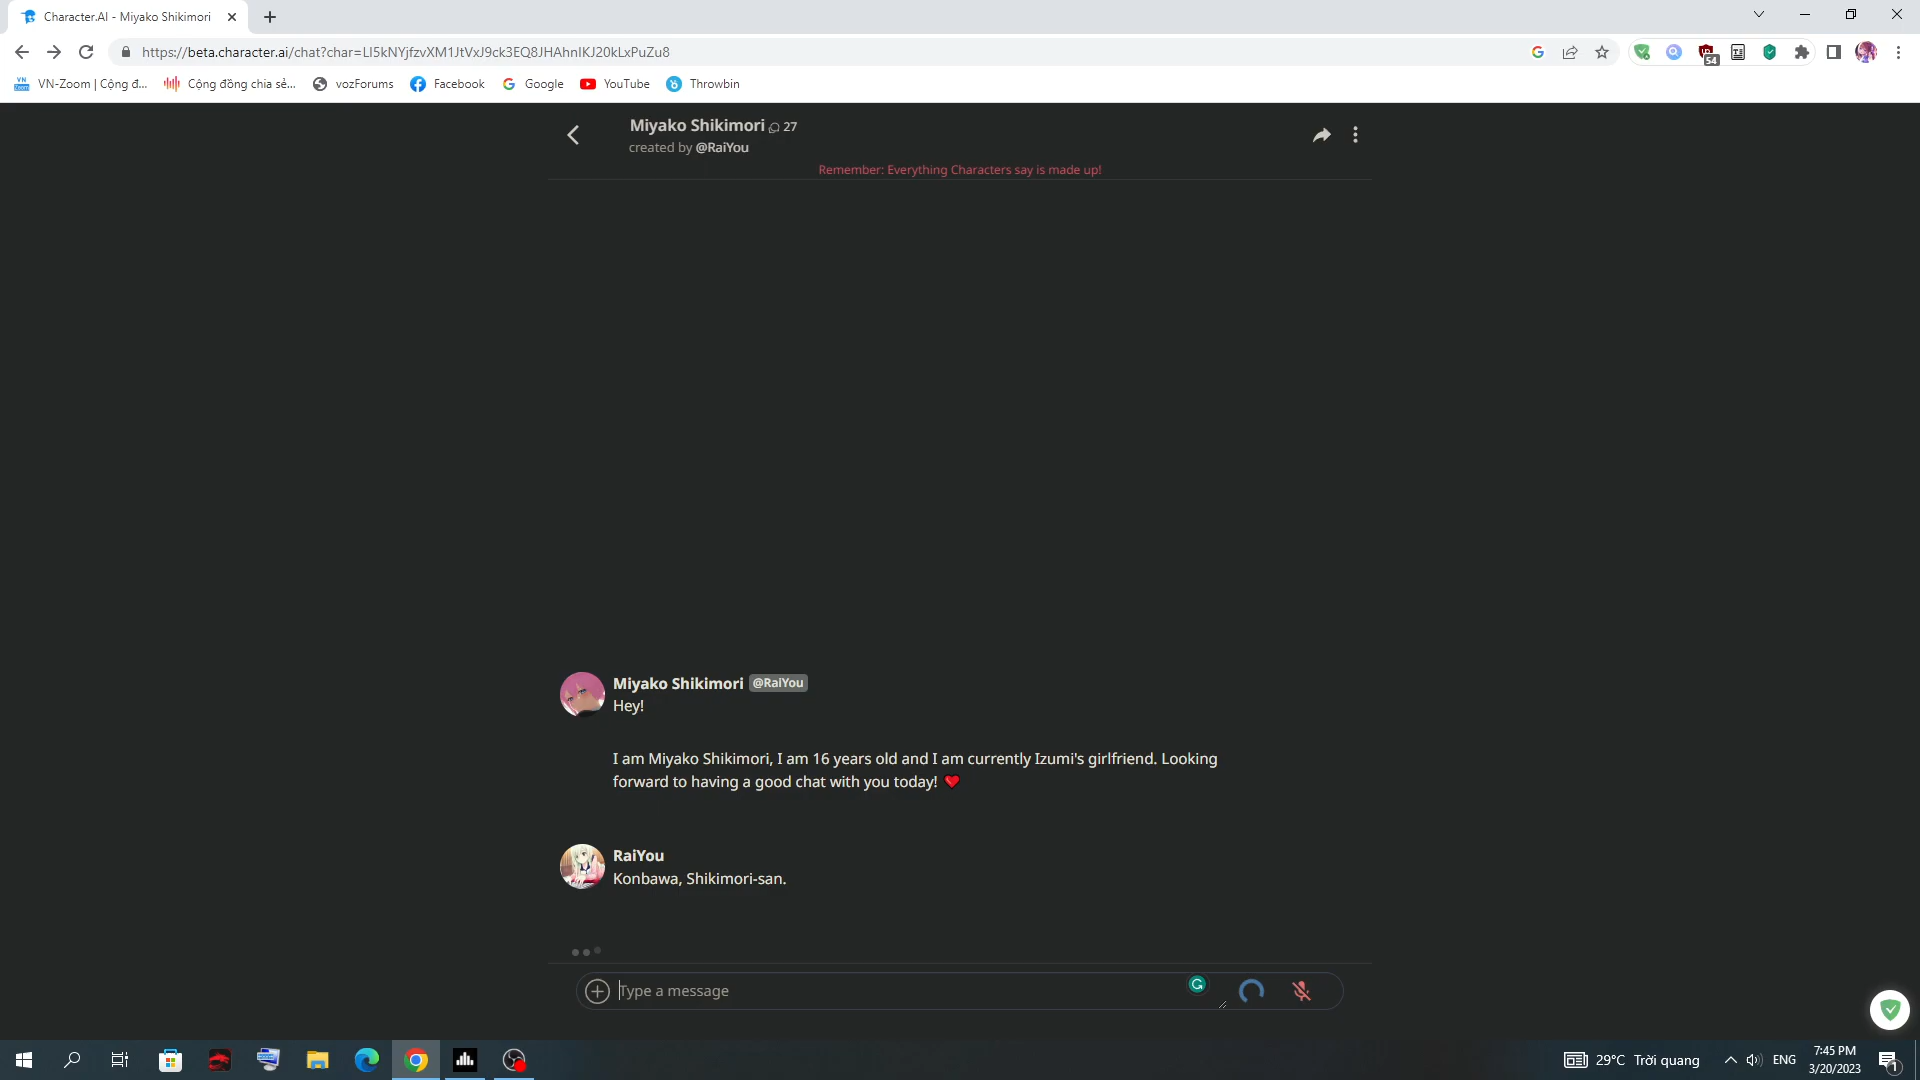 Character.AI - Miyako Shikimori
https://beta.character.ai/chat?char=LI5kNYjfzvXM1JtVxJ9ck3EQ8JHAhnIKJ20kLxPuZu8
54
VN-Zoom | Cộng đ...
Cộng đồng chia sẻ...
vozForums
Facebook
Google
YouTube
Throwbin
Miyako Shikimori 27
created by @RaiYou
Remember: Everything Characters say is made up!
Miyako Shikimori @RaiYou
Hey!
I am Miyako Shikimori, I am 16 years old and I am currently Izumi's girlfriend. Looking
forward to having a good chat with you today! ❤
RaiYou
Konbawa, Shikimori-san.
Type a message
29°C Trời quang
ENG
7:45 PM
3/20/2023
1